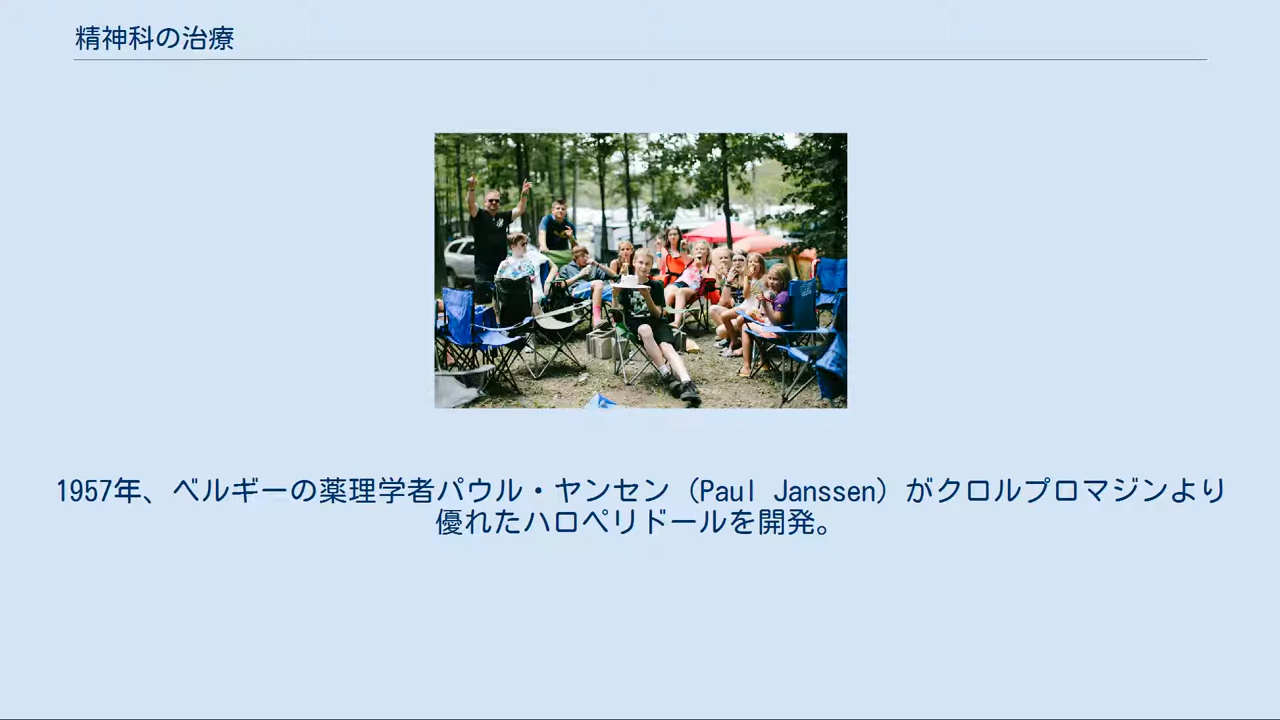 精神科の治療
1957年、ベルギーの薬理学者パウル・ヤンセン（Paul Janssen）がクロルプロマジンより
優れたハロペリドールを開発。